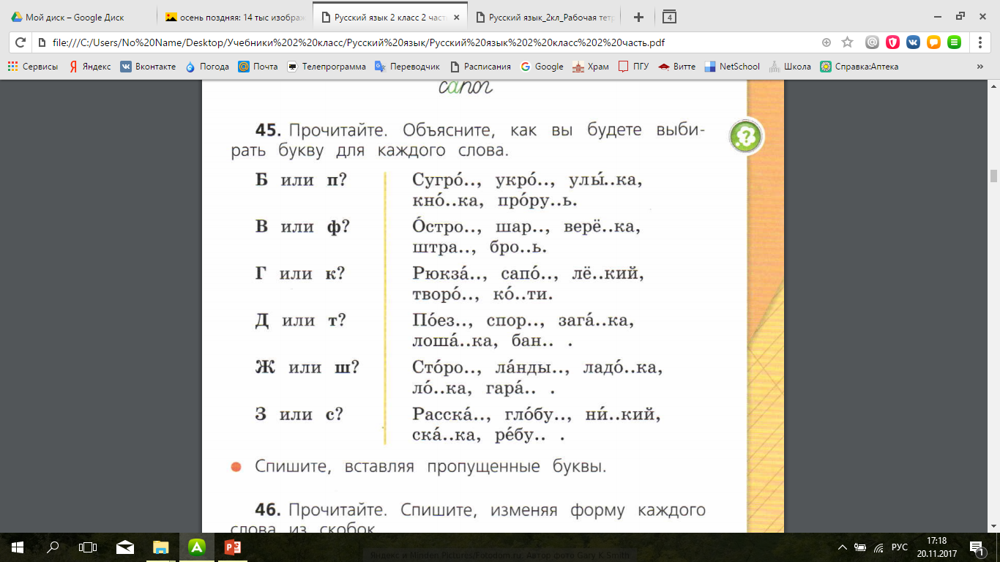 Мой диск – Google Диск
осень поздняя: 14 тыс изображ
Русский язык 2 класс 2 част
Русский язык_2кл_Рабочая тетр
4
file:///C:/Users/No%20Name/Desktop/Учебники%202%20класс/Русский%20язык/Русский%20язык%202%20класс%202%20часть.pdf
Сервисы Яндекс Вконтакте Погода Почта Телепрограмма Переводчик Расписания Google Храм ПГУ Витте NetSchool Школа Справка:Аптека »
сапог
45. Прочитайте. Объясните, как вы будете выби-
рать букву для каждого слова.
Б или п? Сугро́.., укро́.., улы́..ка,
кно́..ка, про́ру..ь.
В или ф? О́стро.., шар.., верё..ка,
штра.., бро..ь.
Г или к? Рюкза́.., сапо́.., лё..кий,
творо́.., ко́..ти.
Д или т? По́ез.., спор.., зага́..ка,
лоша́..ка, бан.. .
Ж или ш? Сто́ро.., ла́нды.., ладо́..ка,
ло́..ка, гара́.. .
З или с? Расска́.., гло́бу.., ни́..кий,
ска́..ка, ре́бу.. .
Спишите, вставляя пропущенные буквы.
46. Прочитайте. Спишите, изменяя форму каждого
слова из скобок.
РУС
17:18
20.11.2017